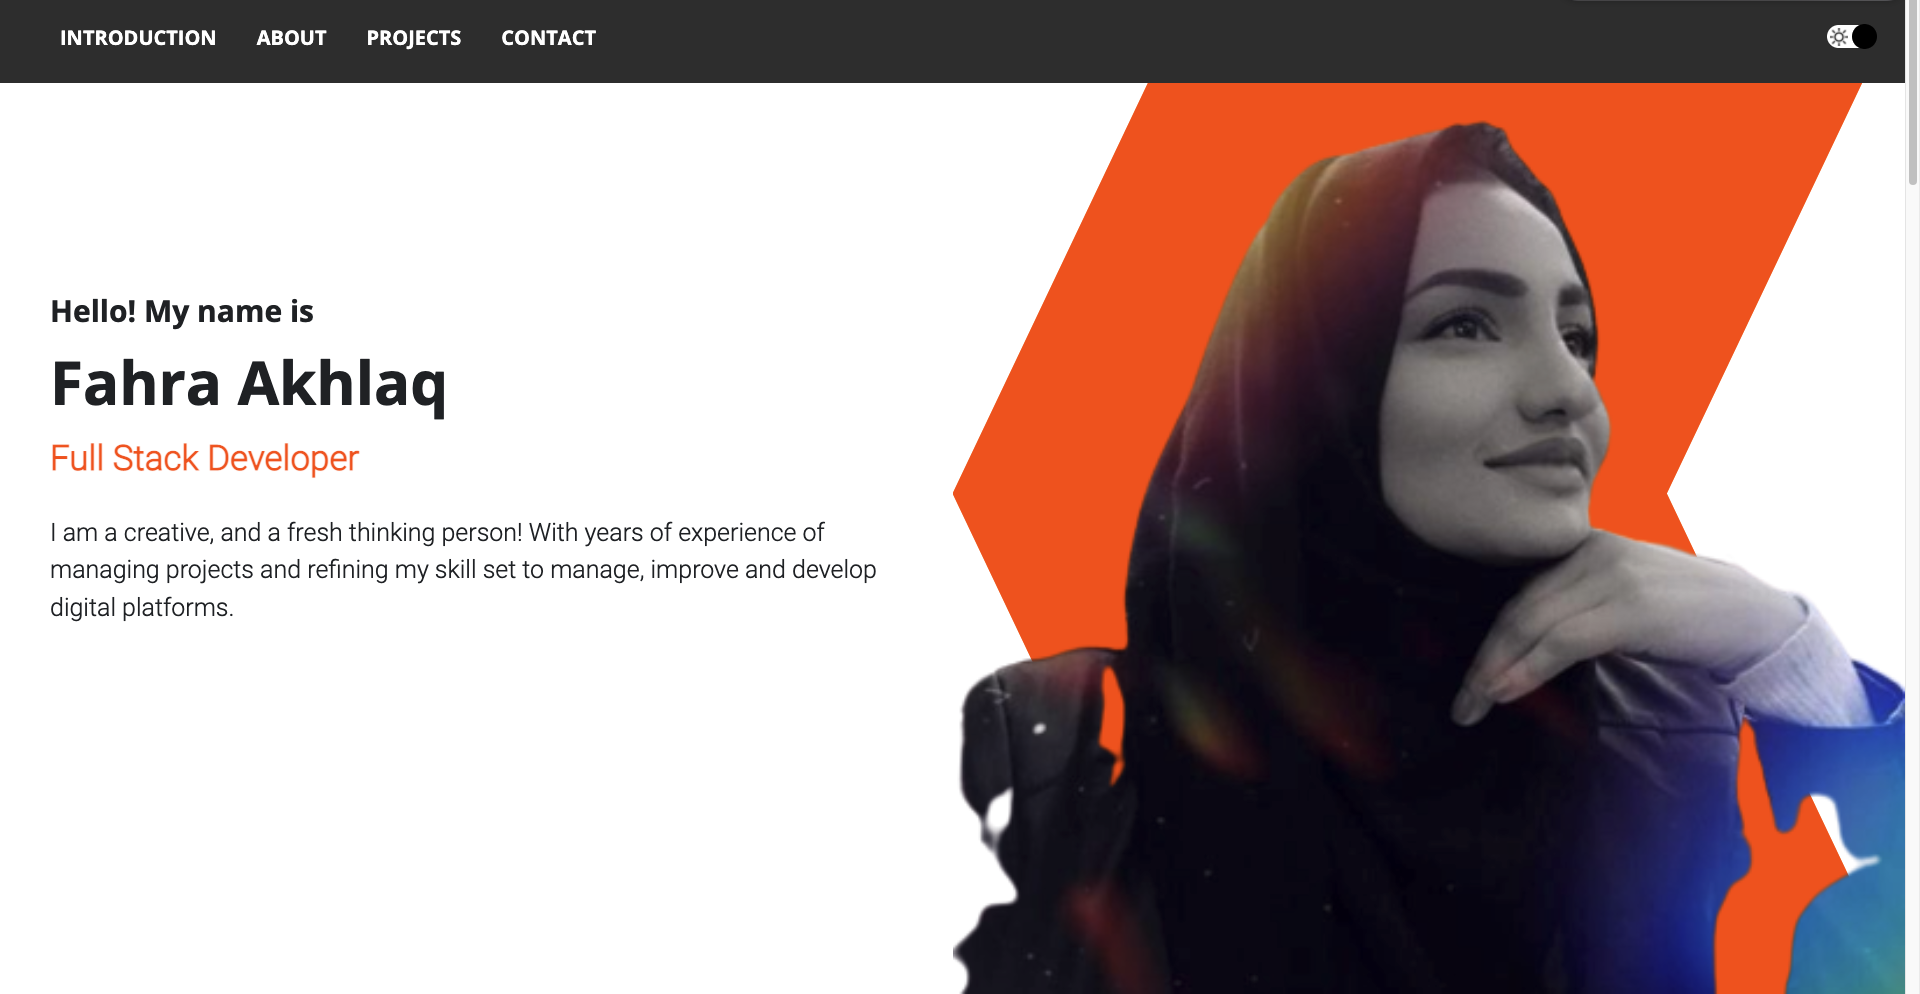 INTRODUCTION ABOUT PROJECTS CONTACT
Hello! My name is
Fahra Akhlaq
Full Stack Developer
I am a creative, and a fresh thinking person! With years of experience of
managing projects and refining my skill set to manage, improve and develop
digital platforms.